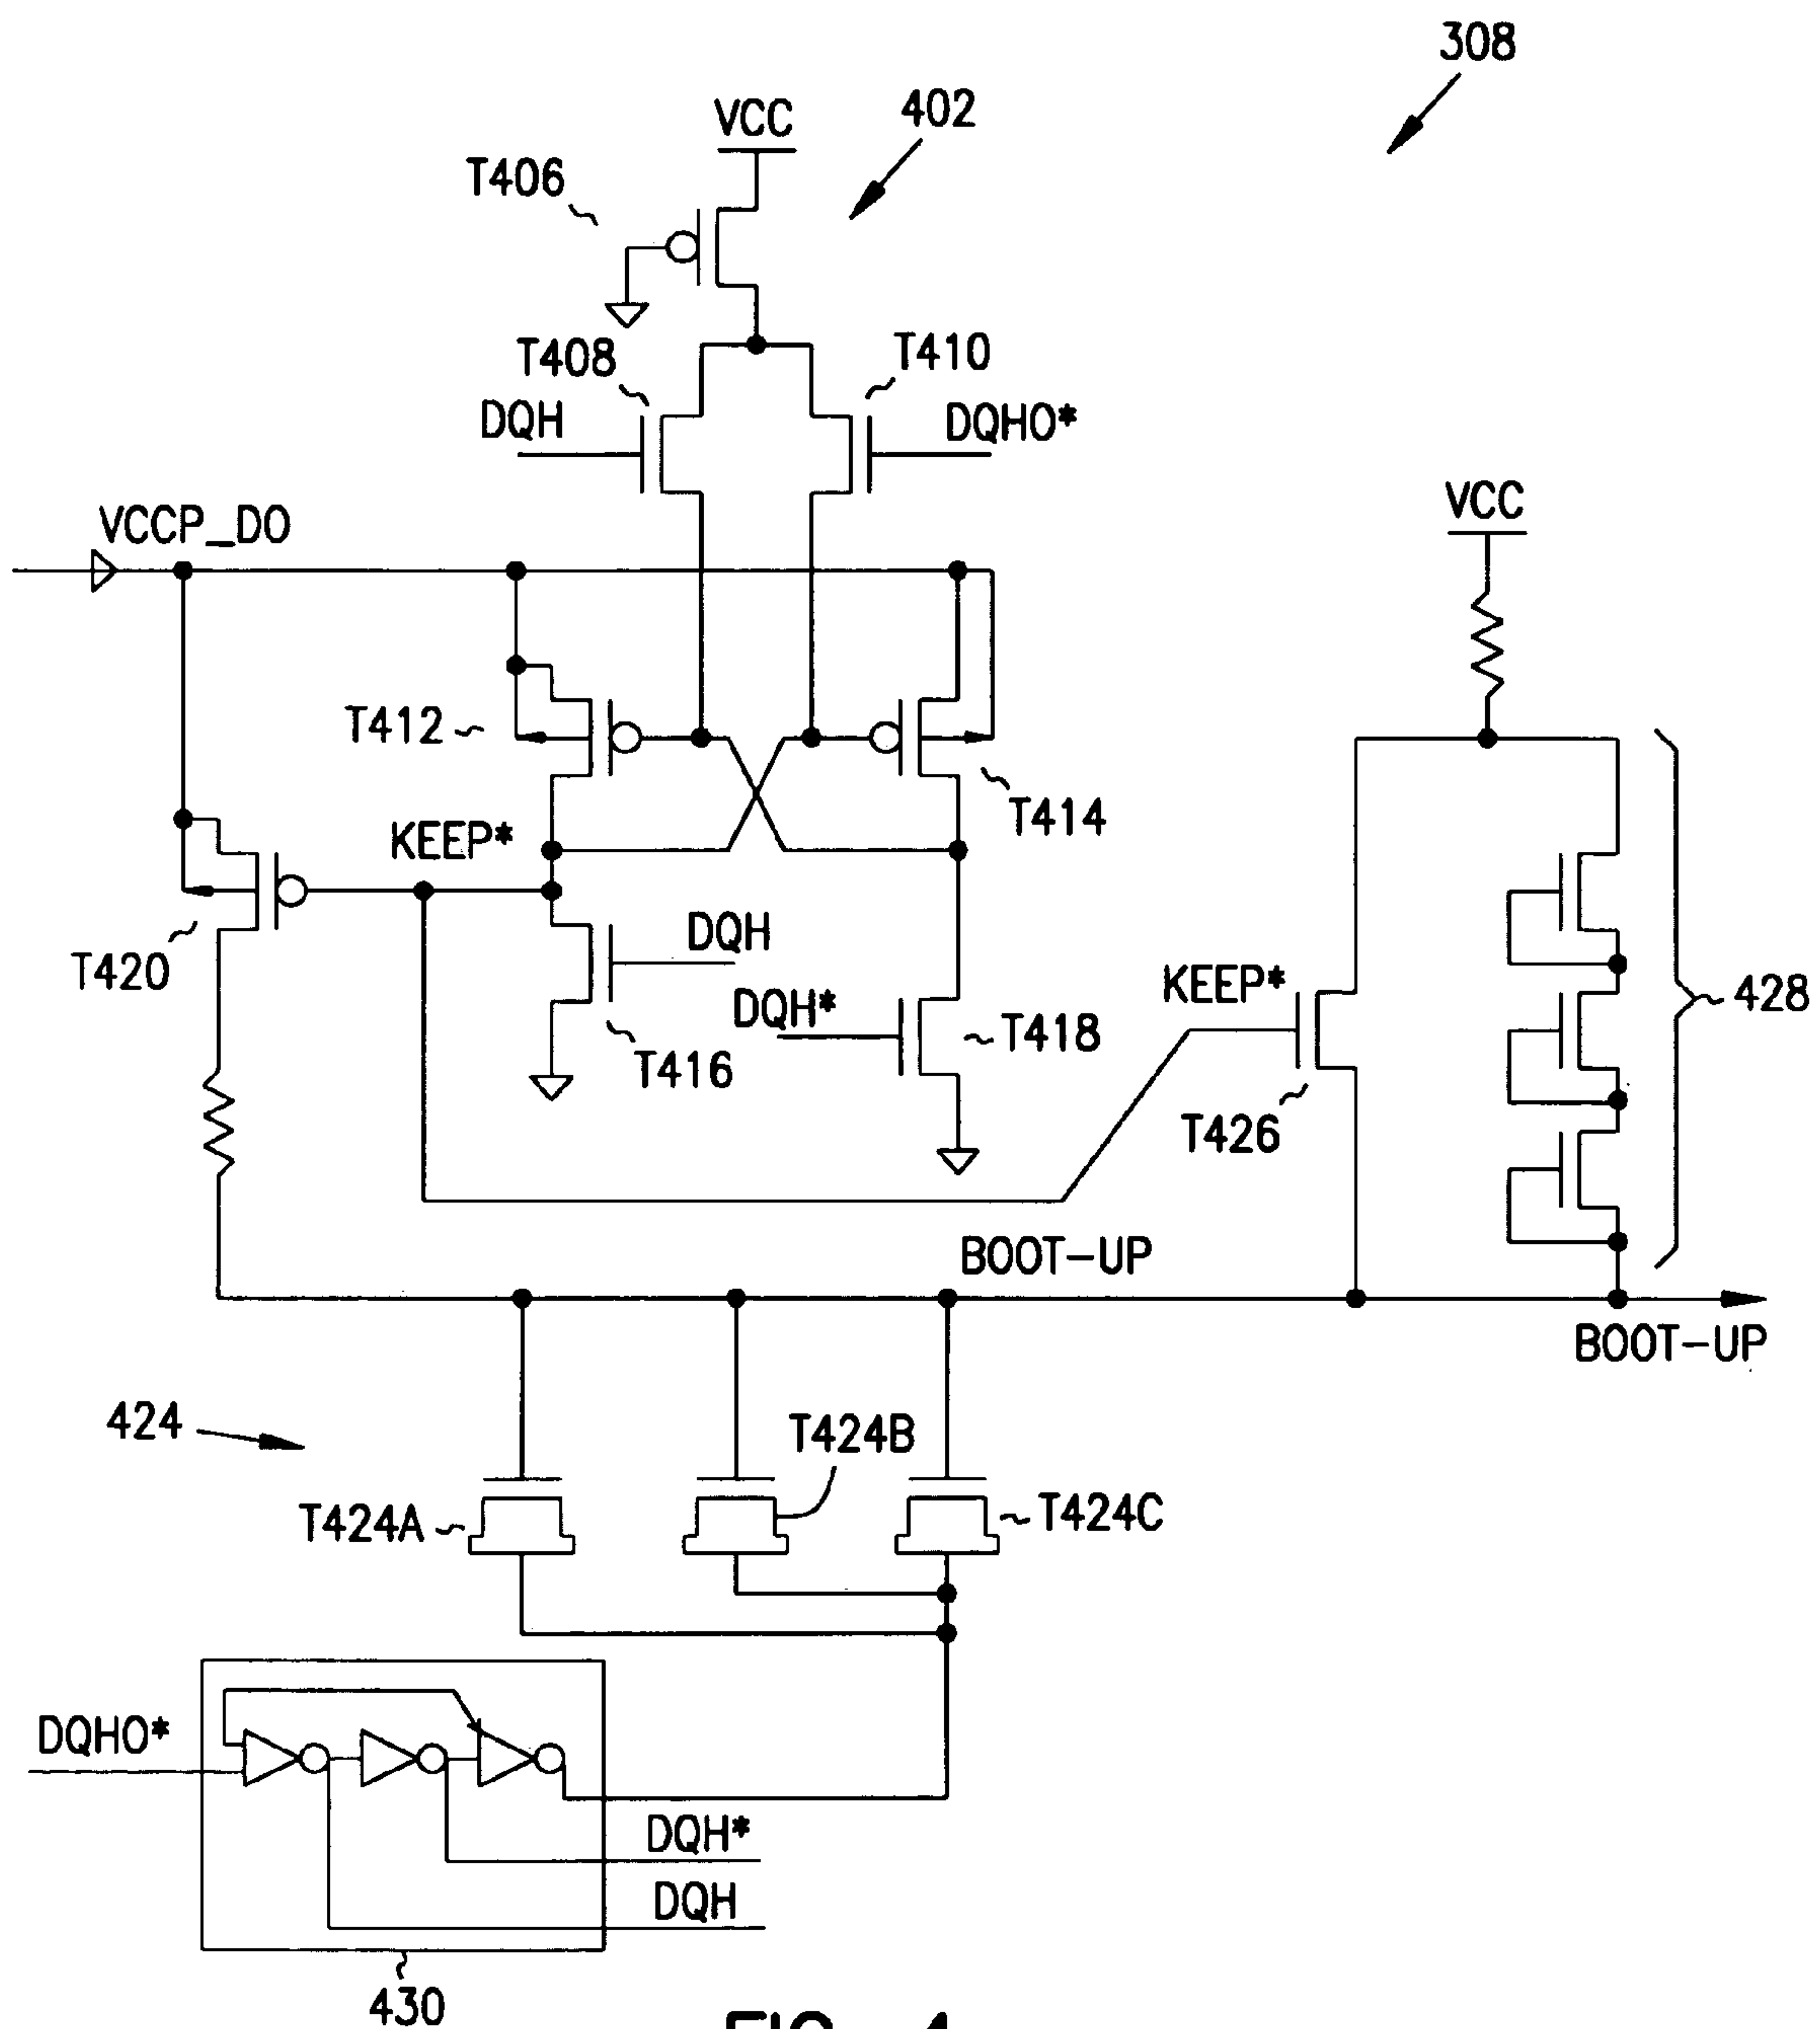 308
VCC
402
T406
T408
T410
DQH
DQHO*
VCCP_DO
VCC
T412
T414
KEEP*
T420
DQH
KEEP*
428
DQH*
T418
T416
T426
BOOT-UP
BOOT-UP
424
T424B
T424A
T424C
DQHO*
DQH*
DQH
430